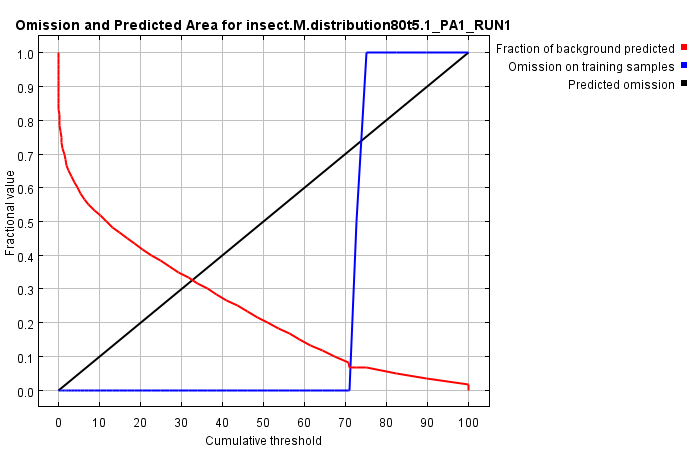 Omission and Predicted Area for insect.M.distribution80t5.1_PA1_RUN1
Fraction of background predicted
Omission on training samples
Predicted omission
Fractional value
1.0
0.9
0.8
0.7
0.6
0.5
0.4
0.3
0.2
0.1
0.0
0 10 20 30 40 50 60 70 80 90 100
Cumulative threshold